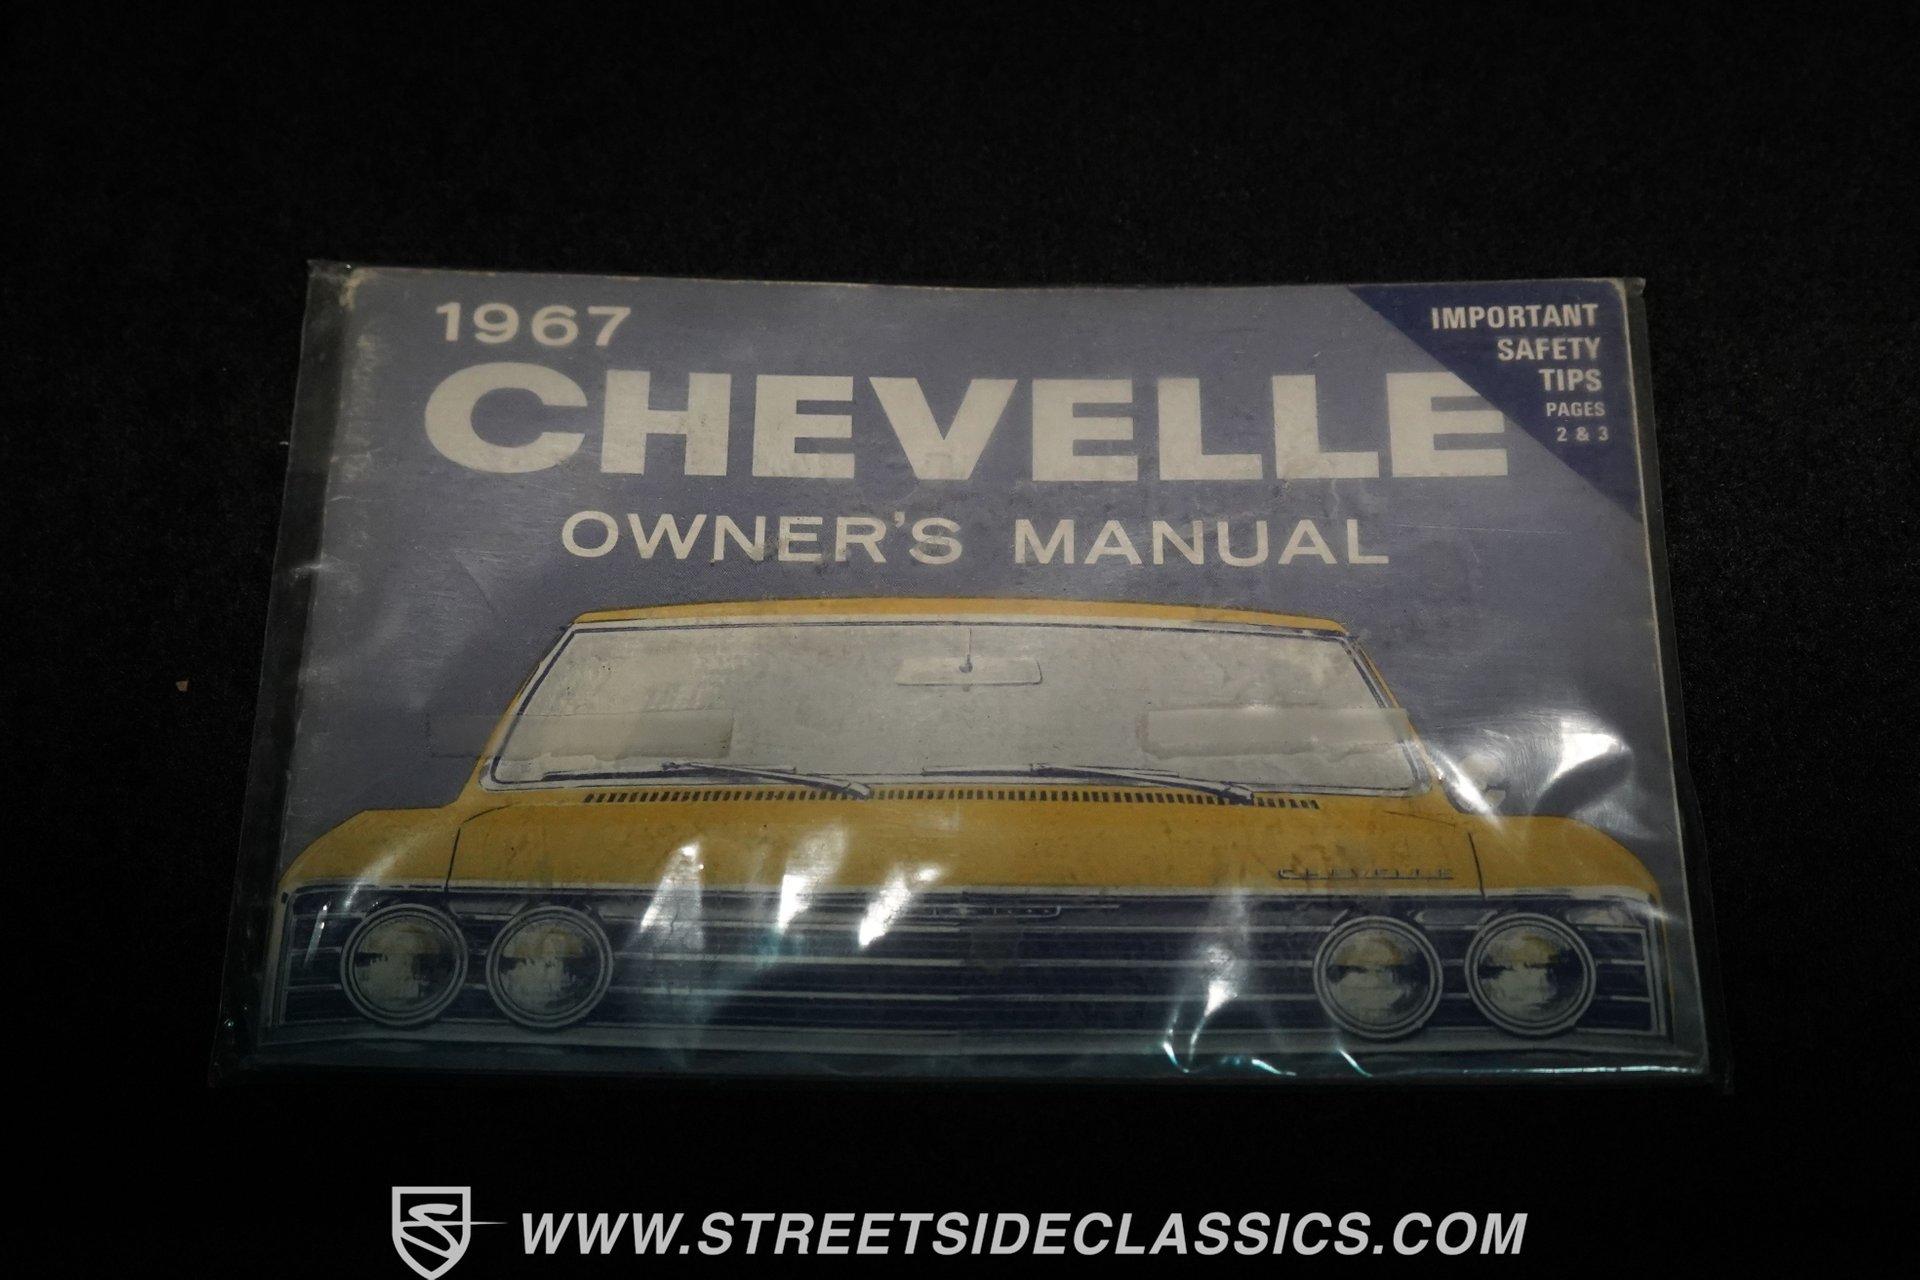 1967
CHEVELLE
OWNER'S MANUAL
IMPORTANT
SAFETY
TIPS
PAGES
2 & 3
CHEVELLE
WWW.STREETSIDECLASSICS.COM